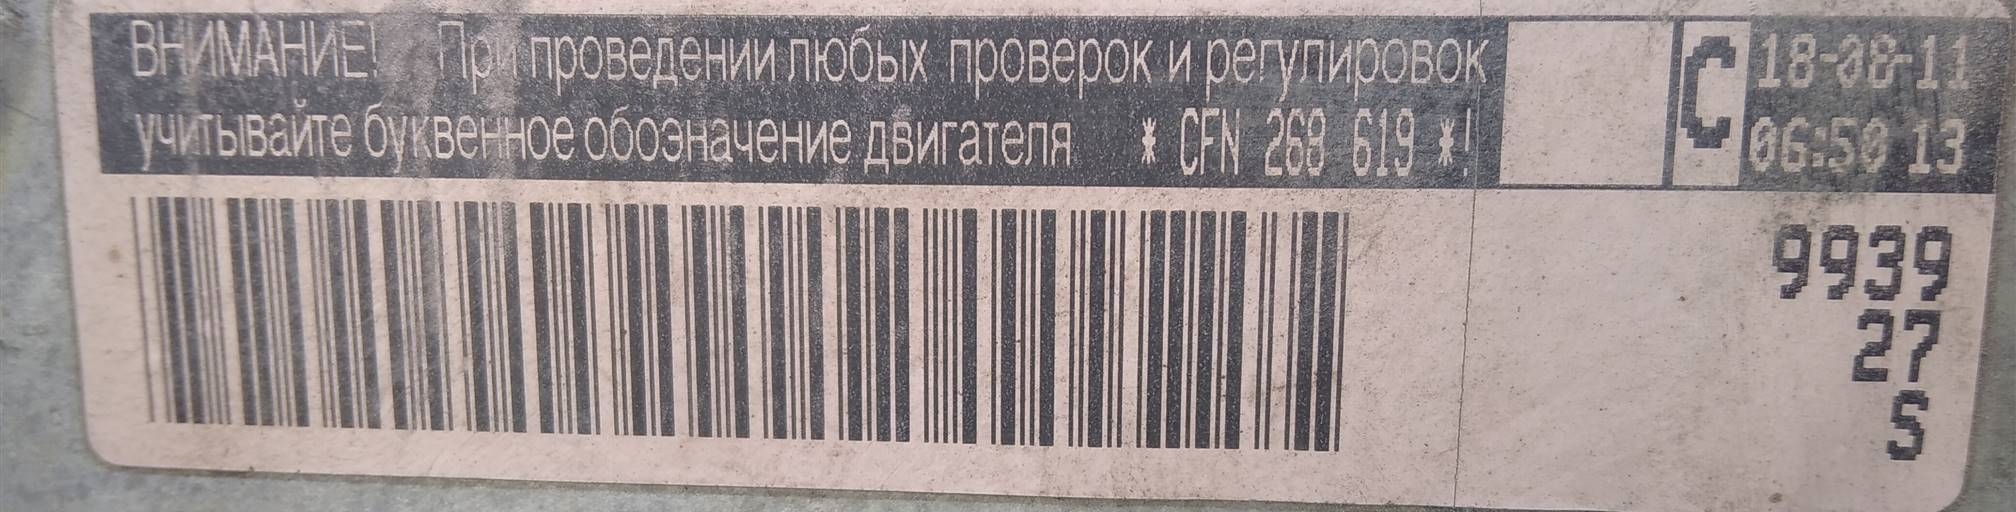 ВНИМАНИЕ! При проведении любых проверок и регулировок
учитывайте буквенное обозначение двигателя * CFN 268 619 *!
C
18-08-11
06:50 13
9939
27
S